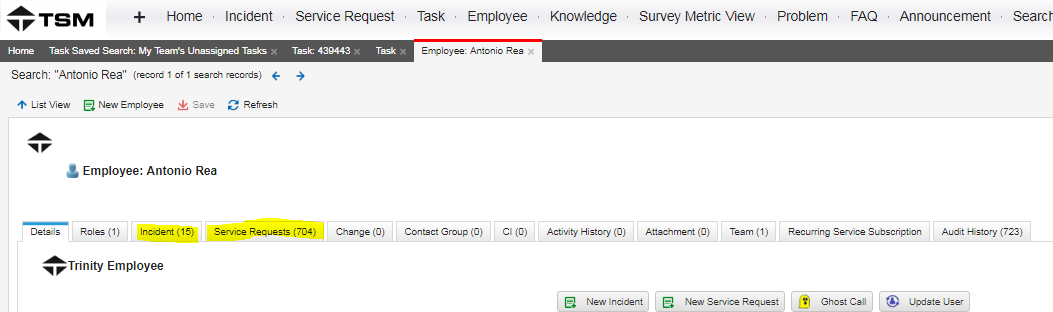 TSM + Home · Incident · Service Request · Task · Employee · Knowledge · Survey Metric View · Problem · FAQ · Announcement · Search
Home Task Saved Search: My Team's Unassigned Tasks × Task: 439443 × Task × Employee: Antonio Rea ×
Search: "Antonio Rea" (record 1 of 1 search records)
List View New Employee Save Refresh
Employee: Antonio Rea
Details Roles (1) Incident (15) Service Requests (704) Change (0) Contact Group (0) CI (0) Activity History (0) Attachment (0) Team (1) Recurring Service Subscription Audit History (723)
Trinity Employee
New Incident New Service Request Ghost Call Update User